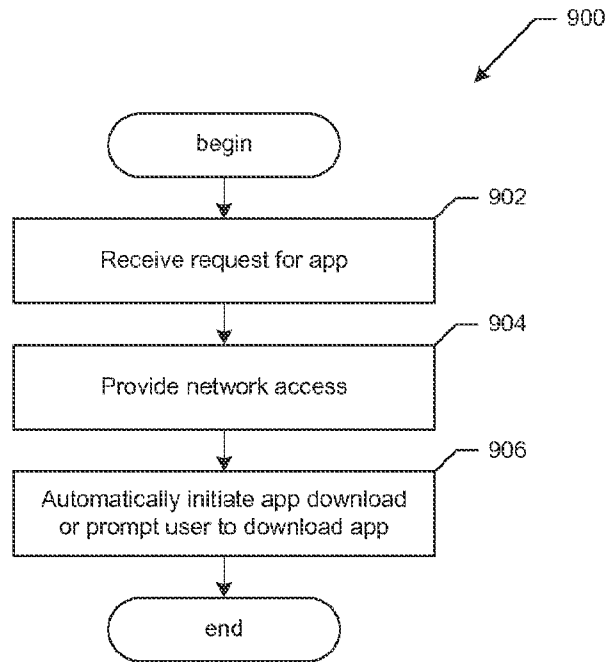 900
begin
902
Receive request for app
904
Provide network access
906
Automatically initiate app download
or prompt user to download app
end